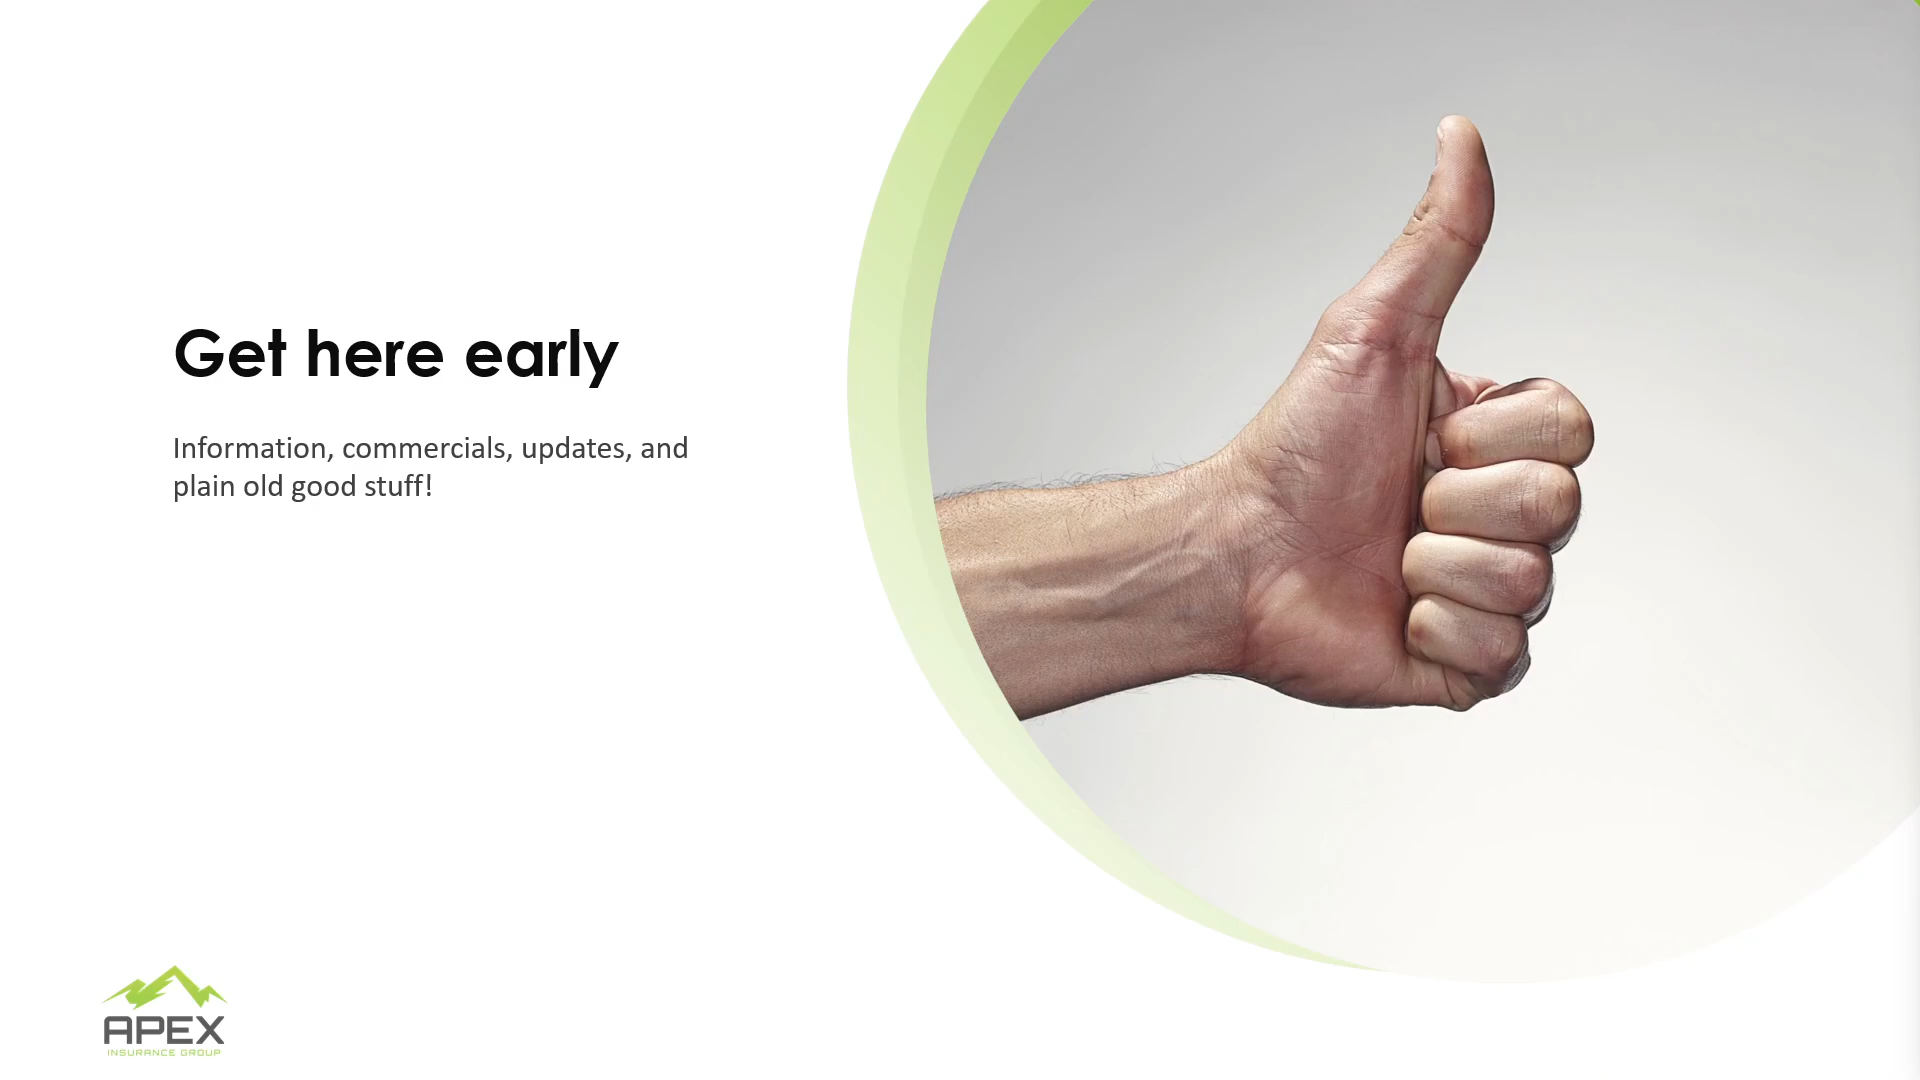 Get here early
Information, commercials, updates, and
plain old good stuff!
APEX
INSURANCE GROUP